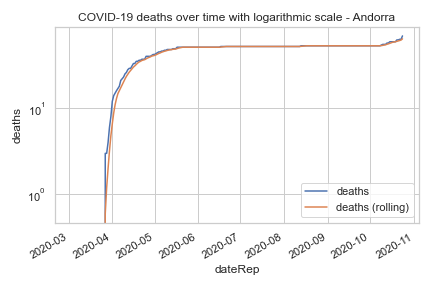 COVID-19 deaths over time with logarithmic scale - Andorra
deaths
10¹
10⁰
deaths
deaths (rolling)
2020-03
2020-04
2020-05
2020-06
2020-07
2020-08
2020-09
2020-10
2020-11
dateRep